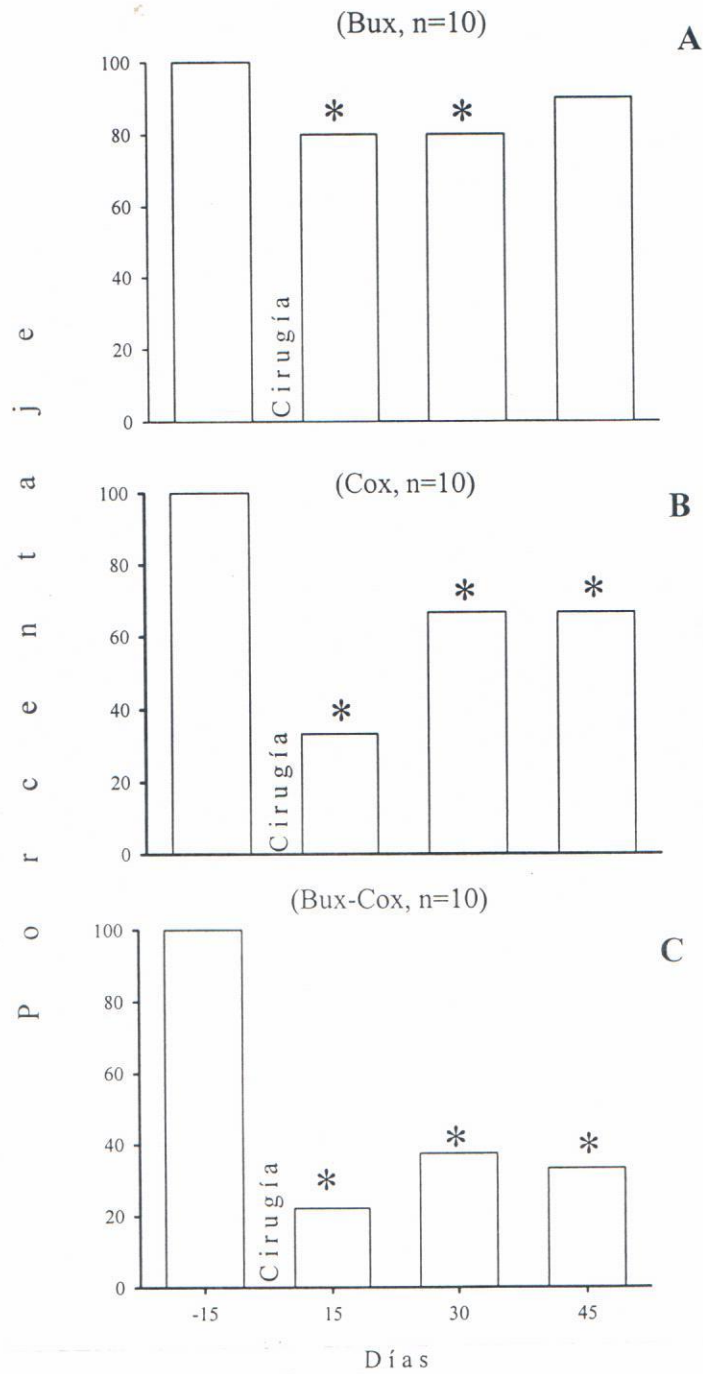 (Bux, n=10)
A
100
80
60
40
20
0
*
*
Cirugía
(Cox, n=10)
B
100
80
60
40
20
0
*
*
*
Cirugía
(Bux-Cox, n=10)
C
100
80
60
40
20
0
*
*
*
Cirugía
-15
15
30
45
Días
Porcentaje